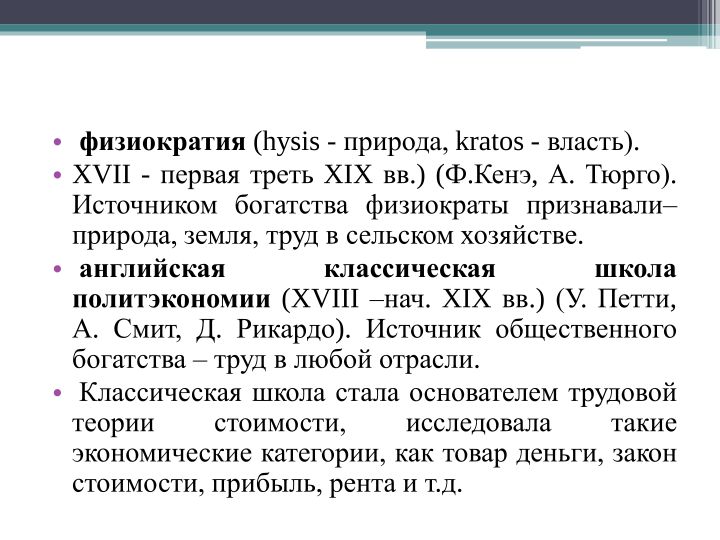 • физиократия (hysis - природа, kratos - власть).
• XVII - первая треть XIX вв.) (Ф.Кенэ, А. Тюрго).
Источником богатства физиократы признавали–
природа, земля, труд в сельском хозяйстве.
• английская классическая школа
политэкономии (XVIII –нач. XIX вв.) (У. Петти,
А. Смит, Д. Рикардо). Источник общественного
богатства – труд в любой отрасли.
• Классическая школа стала основателем трудовой
теории стоимости, исследовала такие
экономические категории, как товар деньги, закон
стоимости, прибыль, рента и т.д.